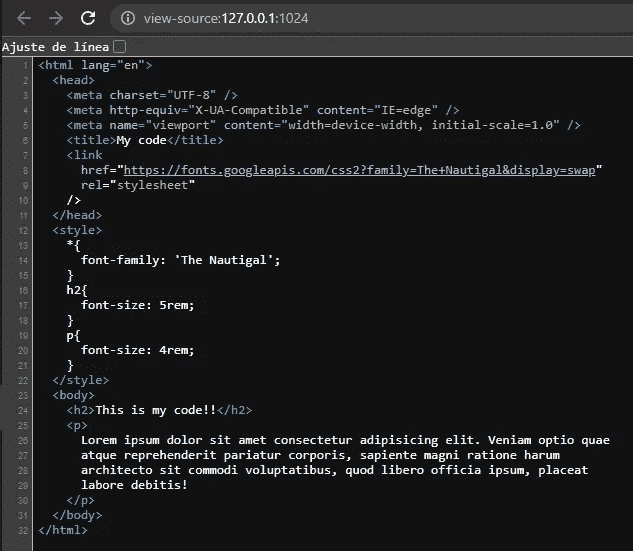 view-source:127.0.0.1:1024
Ajuste de línea
1 <html lang="en">
2 <head>
3 <meta charset="UTF-8" />
4 <meta http-equiv="X-UA-Compatible" content="IE=edge" />
5 <meta name="viewport" content="width=device-width, initial-scale=1.0" />
6 <title>My code</title>
7 <link
8 href="https://fonts.googleapis.com/css2?family=The+Nautigal&display=swap"
9 rel="stylesheet"
10 />
11 </head>
12 <style>
13 *{
14 font-family: 'The Nautigal';
15 }
16 h2{
17 font-size: 5rem;
18 }
19 p{
20 font-size: 4rem;
21 }
22 </style>
23 <body>
24 <h2>This is my code!!</h2>
25 <p>
26 Lorem ipsum dolor sit amet consectetur adipisicing elit. Veniam optio quae
27 atque reprehenderit pariatur corporis, sapiente magni ratione harum
28 architecto sit commodi voluptatibus, quod libero officia ipsum, placeat
29 labore debitis!
30 </p>
31 </body>
32 </html>